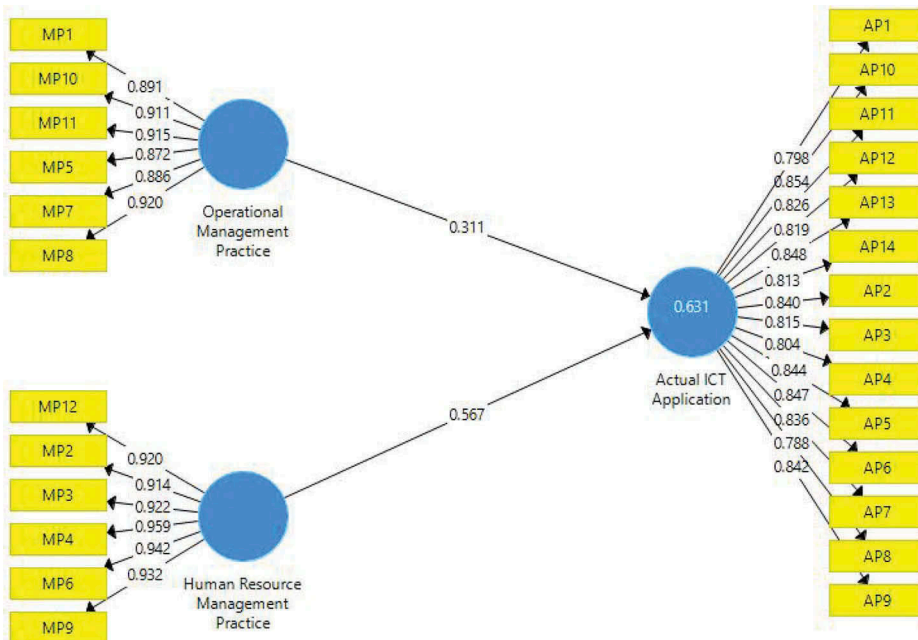 MP1
MP10
MP11
MP5
MP7
MP8
0.891
0.911
0.915
0.872
0.886
0.920
Operational
Management
Practice
0.311
MP12
MP2
MP3
MP4
MP6
MP9
0.920
0.914
0.922
0.959
0.942
0.932
Human Resource
Management
Practice
0.567
0.631
Actual ICT
Application
0.798
0.854
0.826
0.819
0.848
0.813
0.840
0.815
0.804
0.844
0.847
0.836
0.788
0.842
AP1
AP10
AP11
AP12
AP13
AP14
AP2
AP3
AP4
AP5
AP6
AP7
AP8
AP9